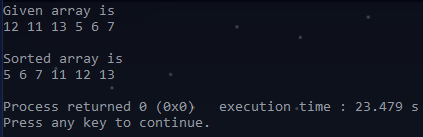 Given array is
12 11 13 5 6 7
Sorted array is
5 6 7 11 12 13
Process returned 0 (0x0)   execution time : 23.479 s
Press any key to continue.